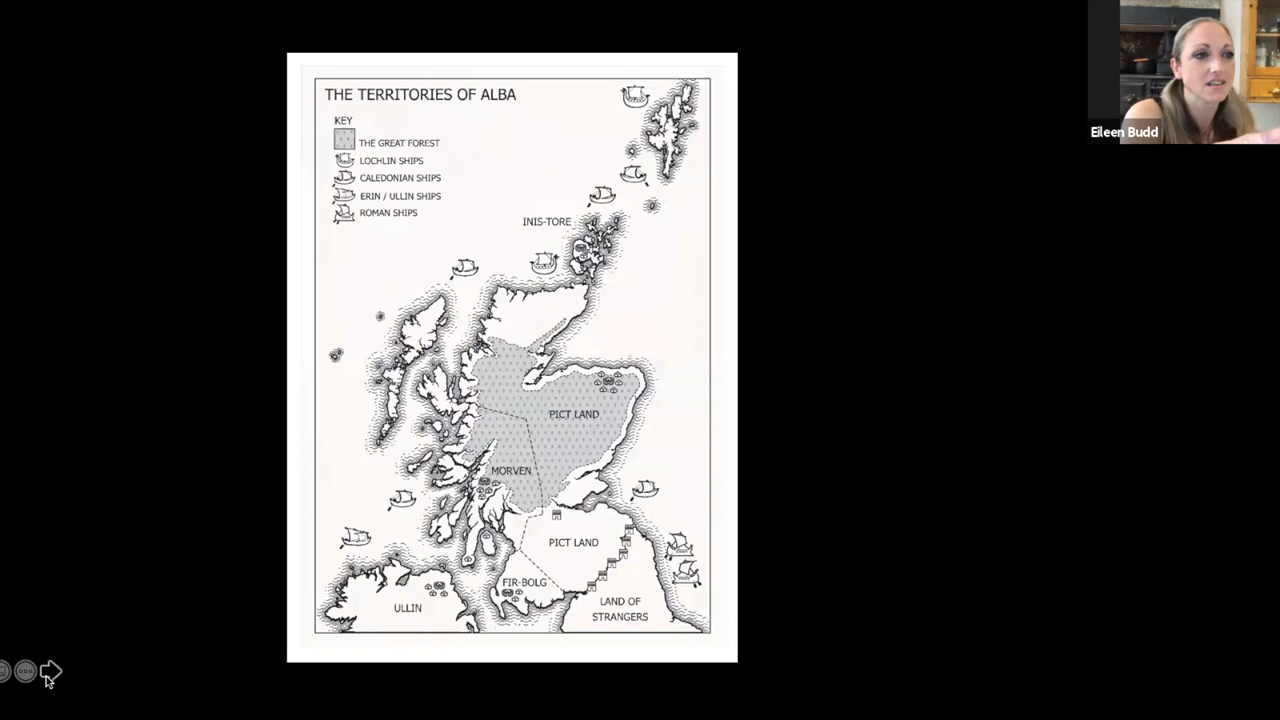 THE TERRITORIES OF ALBA
KEY
THE GREAT FOREST
LOCHLIN SHIPS
CALEDONIAN SHIPS
ERIN / ULLIN SHIPS
ROMAN SHIPS
INIS-TORE
PICT LAND
MORVEN
PICT LAND
FIR-BOLG
ULLIN
LAND OF
STRANGERS
Eileen Budd